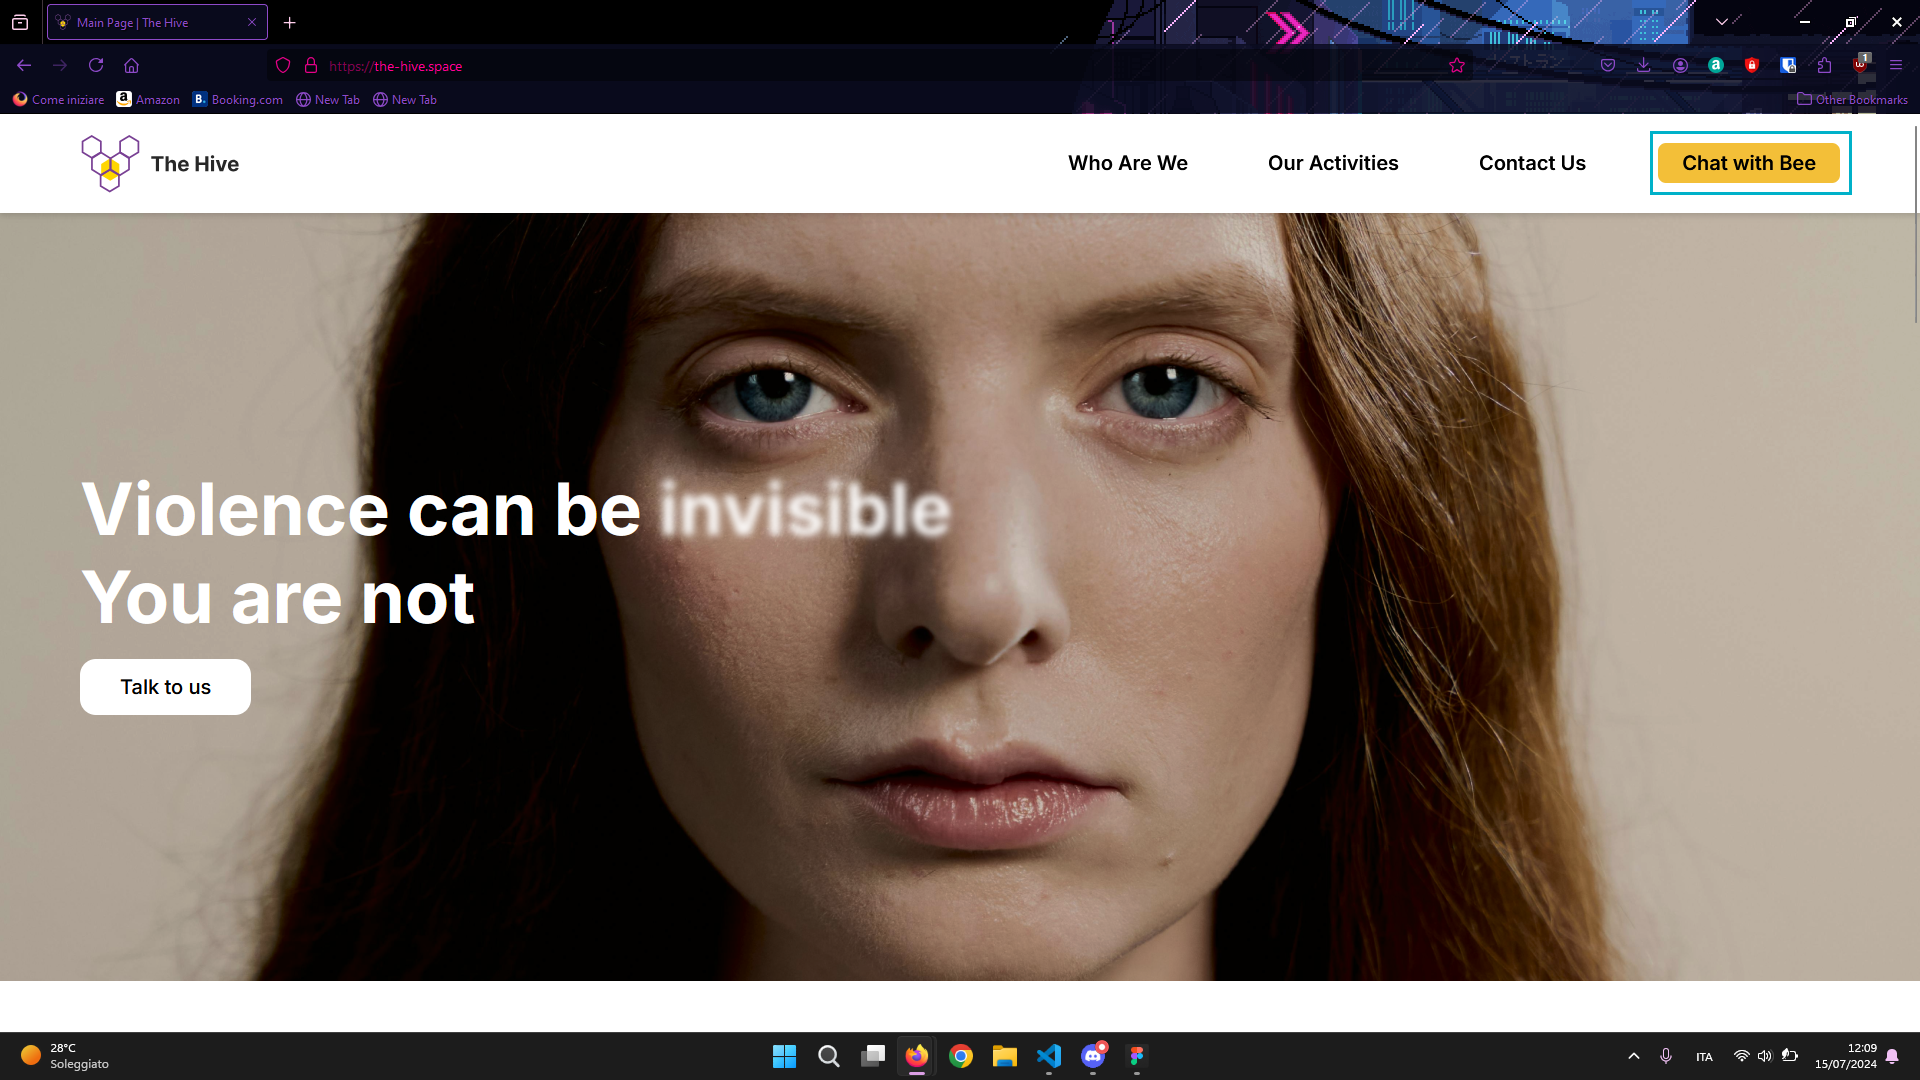 Main Page | The Hive
https://the-hive.space
Come iniziare
Amazon
Booking.com
New Tab
New Tab
Other Bookmarks
The Hive
Who Are We
Our Activities
Contact Us
Chat with Bee
Violence can be invisible
You are not
Talk to us
28°C
Soleggiato
ITA
12:09
15/07/2024